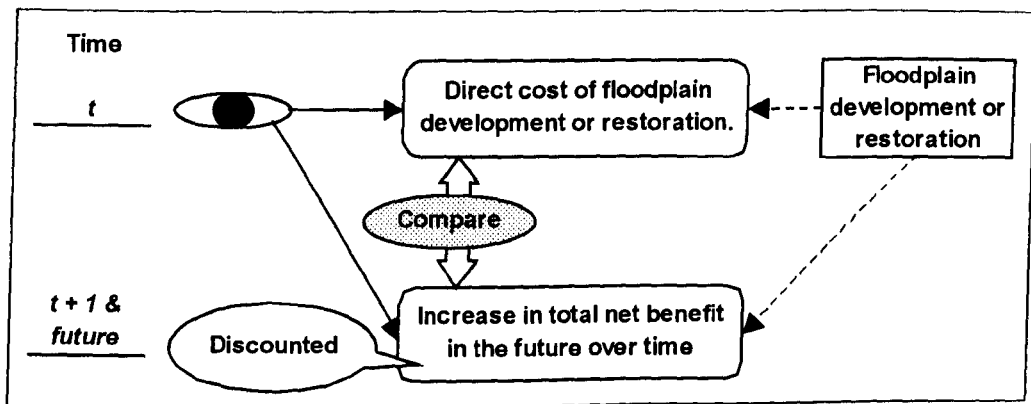 Time
t
Direct cost of floodplain
development or restoration.
Floodplain
development or
restoration
Compare
t + 1 &
future
Discounted
Increase in total net benefit
in the future over time